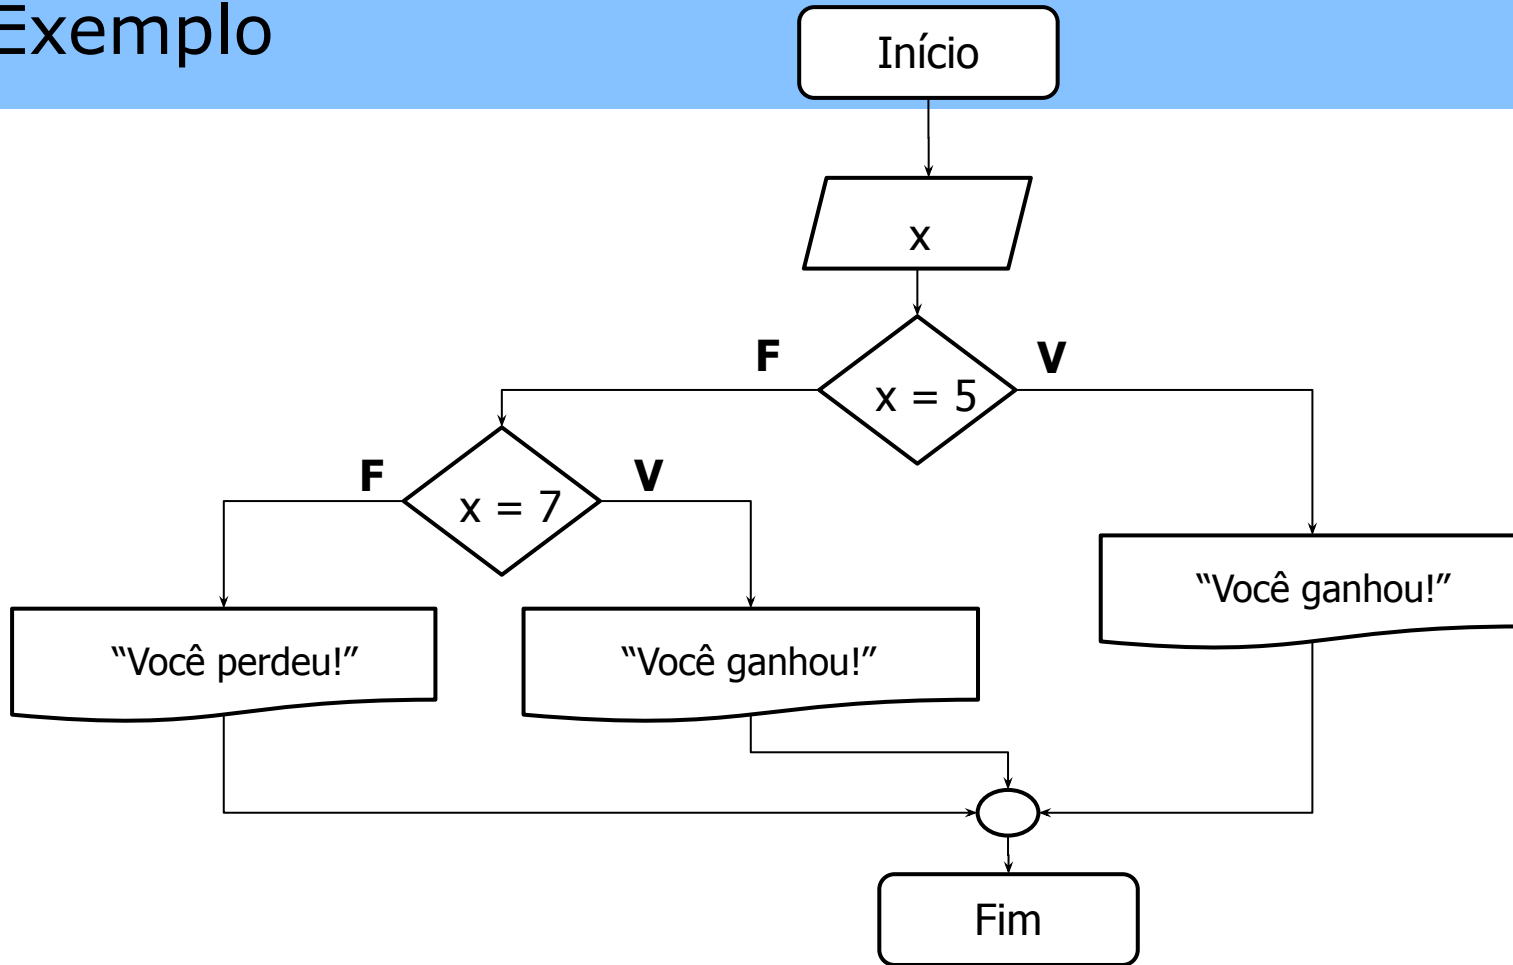 Exemplo
Início
x
F
V
x = 5
F
V
x = 7
“Você ganhou!”
“Você perdeu!”
“Você ganhou!”
Fim